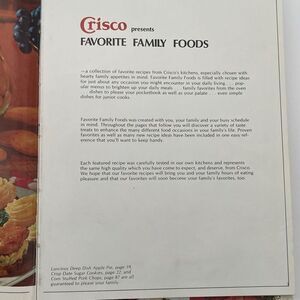 Crisco presents
FAVORITE FAMILY FOODS
—a collection of favorite recipes from Crisco's kitchens, especially chosen with
hearty family appetites in mind. Favorite Family Foods is filled with recipe ideas
for just about any occasion you might encounter in your daily living . . . pop-
ular menus to brighten up your daily meals . . . family favorites from the oven
. . . dishes to please your pocketbook as well as your palate . . . even simple
dishes for junior cooks.
Favorite Family Foods was created with you, your family and your busy schedule
in mind. Throughout the pages that follow you will discover a variety of taste
treats to enhance the many different food occasions in your family's life. Proven
favorites as well as many new recipe ideas have been included in one easy ref-
erence that you'll want to keep handy.
Each featured recipe was carefully tested in our own kitchens and represents
the same high quality which you have come to expect, and deserve, from Crisco
We hope that our favorite recipes will bring you and your family hours of eating
pleasure and that our favorites will soon become your family's favorites, too.
Luscious Deep Dish Apple Pie, page 59,
Crisp Date Sugar Cookies, page 22, and
Corn Stuffed Pork Chops, page 87 are all
guaranteed to please your family.